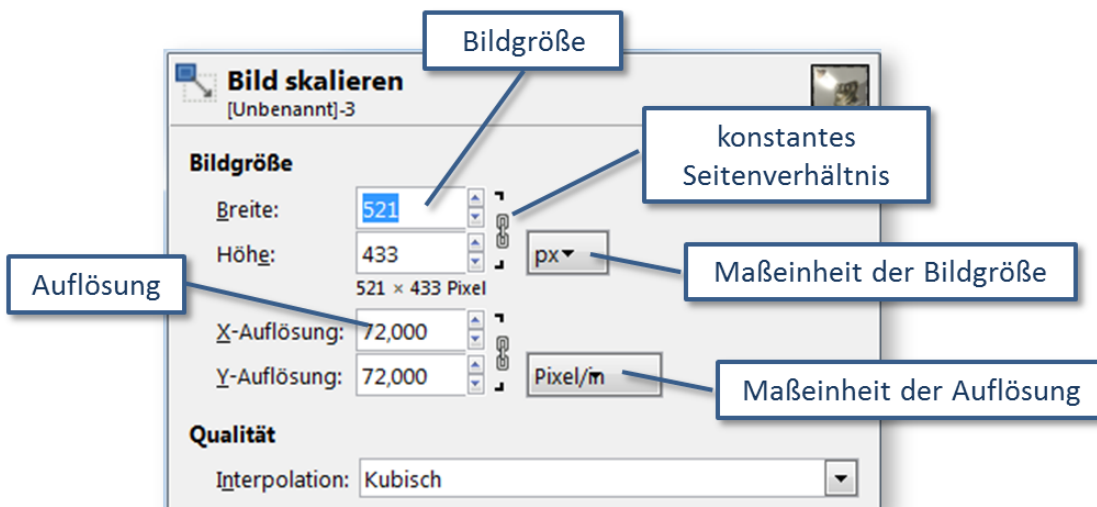 Bildgröße
Bild skalieren
[Unbenannt]-3
konstantes
Seitenverhältnis
Bildgröße
Breite: 521
Höhe: 433 px
Maßeinheit der Bildgröße
Auflösung
521 × 433 Pixel
X-Auflösung: 72,000
Y-Auflösung: 72,000 Pixel/in
Maßeinheit der Auflösung
Qualität
Interpolation: Kubisch